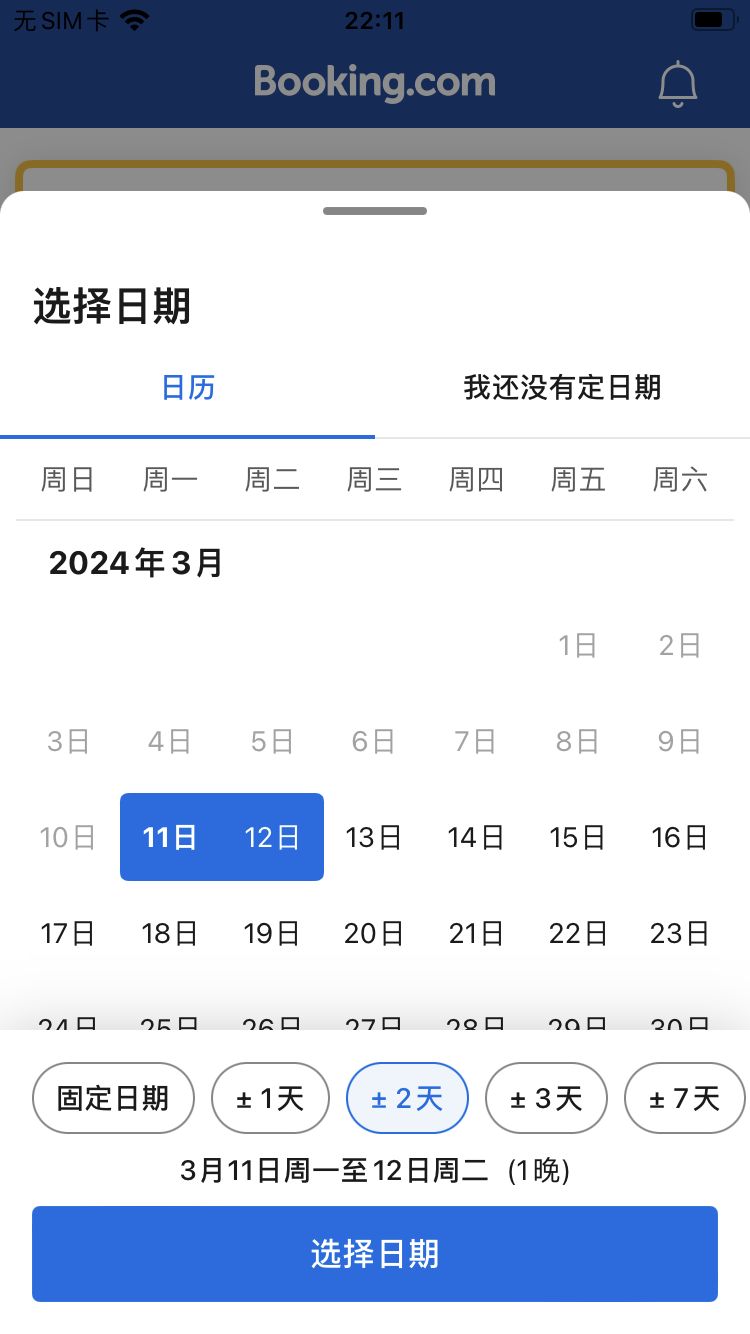 无SIM卡 22:11
Booking.com
选择日期
日历 我还没有定日期
周日 周一 周二 周三 周四 周五 周六
2024年3月
1日 2日
3日 4日 5日 6日 7日 8日 9日
10日 11日 12日 13日 14日 15日 16日
17日 18日 19日 20日 21日 22日 23日
24日 25日 26日 27日 28日 29日 30日
固定日期 ± 1天 ± 2天 ± 3天 ± 7天
3月11日周一至12日周二 (1晚)
选择日期